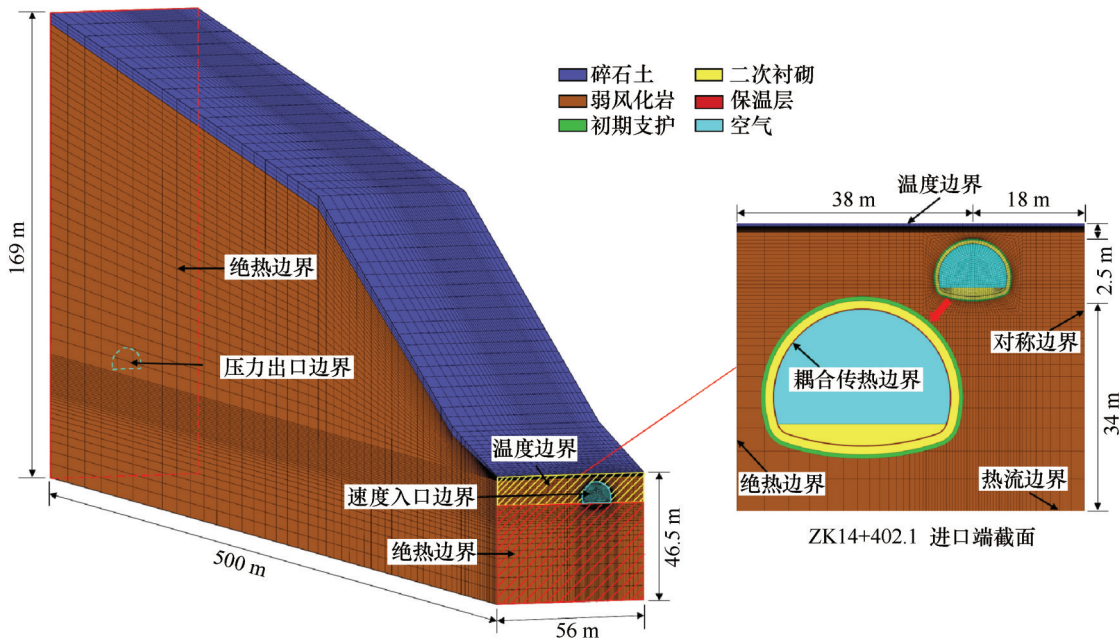 碎石土
二次衬砌
弱风化岩
保温层
初期支护
空气
169 m
绝热边界
压力出口边界
500 m
温度边界
速度入口边界
绝热边界
46.5 m
56 m
温度边界
38 m
18 m
2.5 m
对称边界
耦合传热边界
34 m
绝热边界
热流边界
ZK14+402.1 进口端截面